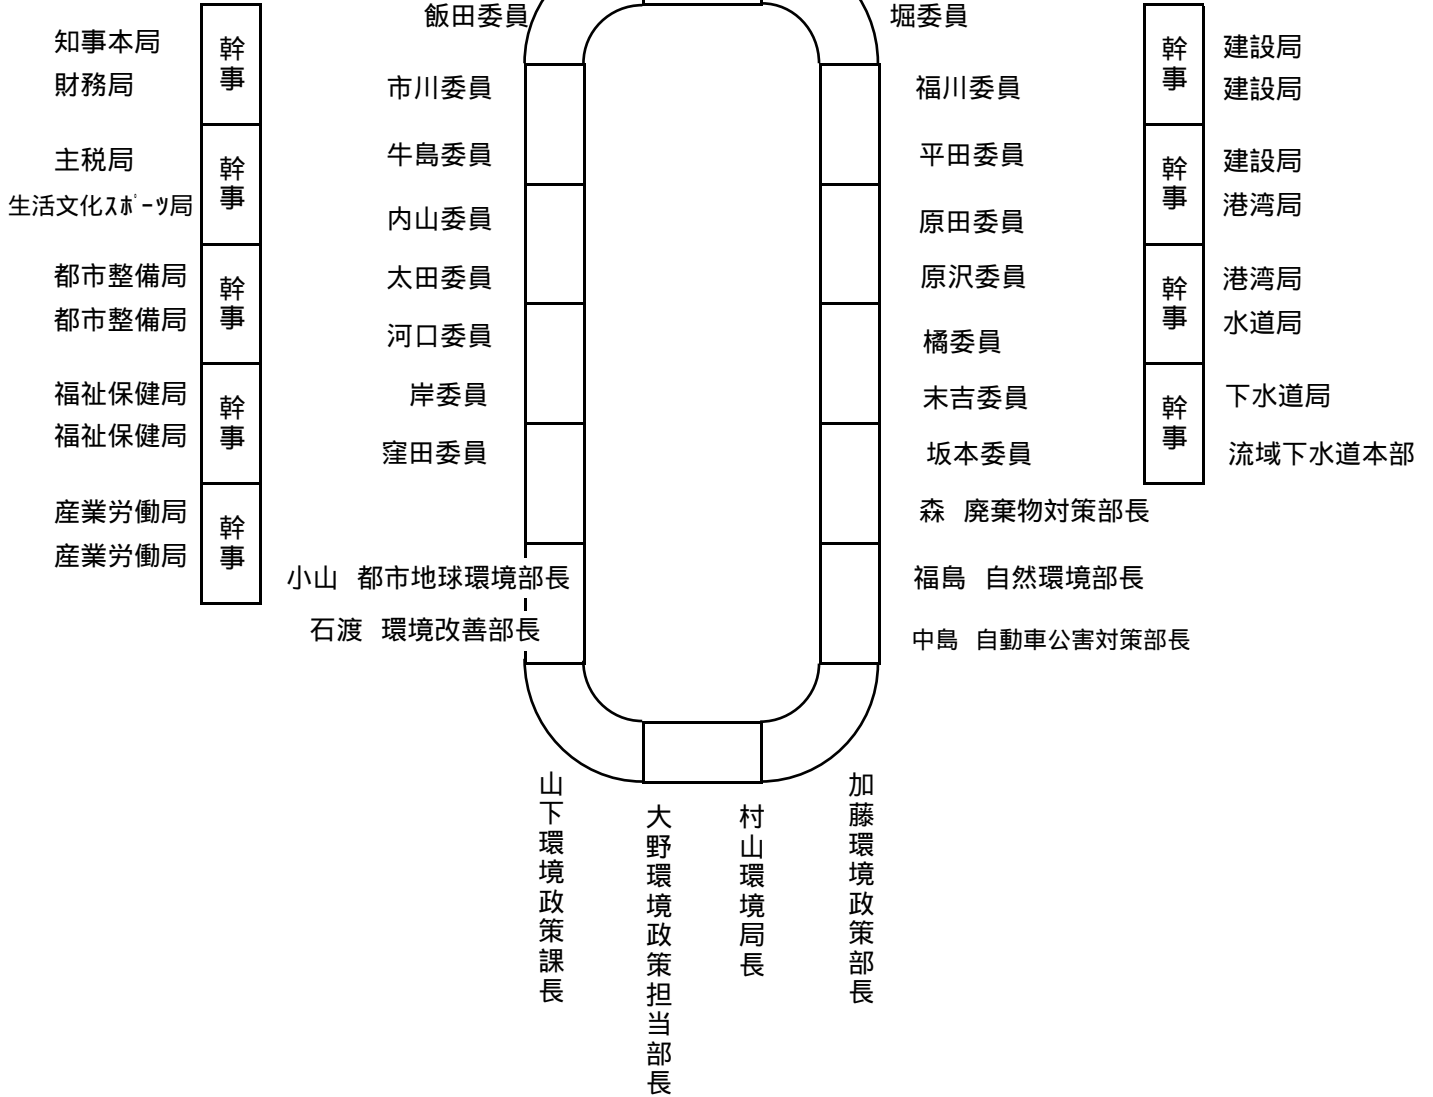 飯田委員
堀委員
知事本局
財務局
幹事
主税局
生活文化ｽﾎﾟｰﾂ局
幹事
都市整備局
都市整備局
幹事
福祉保健局
福祉保健局
幹事
産業労働局
産業労働局
幹事
市川委員
牛島委員
内山委員
太田委員
河口委員
岸委員
窪田委員
小山 都市地球環境部長
石渡 環境改善部長
福川委員
平田委員
原田委員
原沢委員
橘委員
末吉委員
坂本委員
森 廃棄物対策部長
福島 自然環境部長
中島 自動車公害対策部長
幹事
建設局
建設局
幹事
建設局
港湾局
幹事
港湾局
水道局
幹事
下水道局
流域下水道本部
山下環境政策課長
大野環境政策担当部長
村山環境局長
加藤環境政策部長